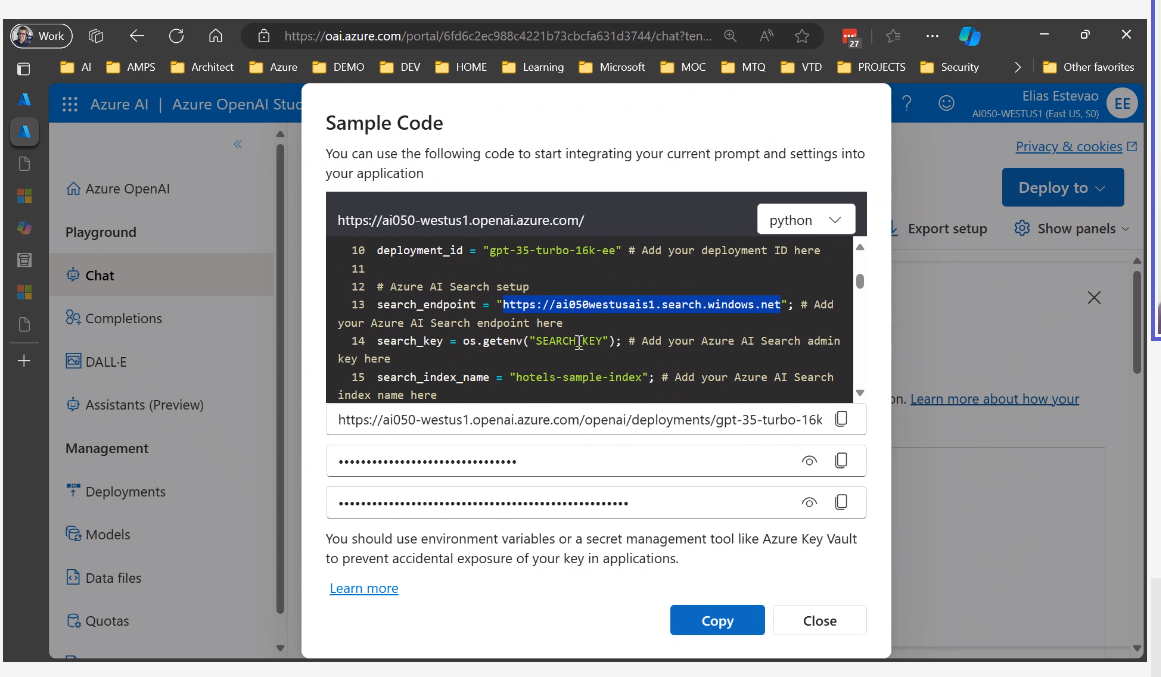 Work
https://oai.azure.com/portal/6fd6c2ec988c4221b73cbcfa631d3744/chat?ten...
27
AI
AMPS
Architect
Azure
DEMO
DEV
HOME
Learning
Microsoft
MOC
MTQ
VTD
PROJECTS
Security
Other favorites
Azure AI | Azure OpenAI Stud
Elias Estevao
AI050-WESTUS1 (East US, S0)
EE
Privacy & cookies
Deploy to
Export setup
Show panels
Azure OpenAI
Playground
Chat
Completions
DALL·E
Assistants (Preview)
Management
Deployments
Models
Data files
Quotas
on. Learn more about how your
Sample Code
You can use the following code to start integrating your current prompt and settings into
your application
https://ai050-westus1.openai.azure.com/
python
10 deployment_id = "gpt-35-turbo-16k-ee" # Add your deployment ID here
11
12 # Azure AI Search setup
13 search_endpoint = "https://ai050westusais1.search.windows.net"; # Add
your Azure AI Search endpoint here
14 search_key = os.getenv("SEARCH_KEY"); # Add your Azure AI Search admin
key here
15 search_index_name = "hotels-sample-index"; # Add your Azure AI Search
index name here
https://ai050-westus1.openai.azure.com/openai/deployments/gpt-35-turbo-16k
You should use environment variables or a secret management tool like Azure Key Vault
to prevent accidental exposure of your key in applications.
Learn more
Copy
Close